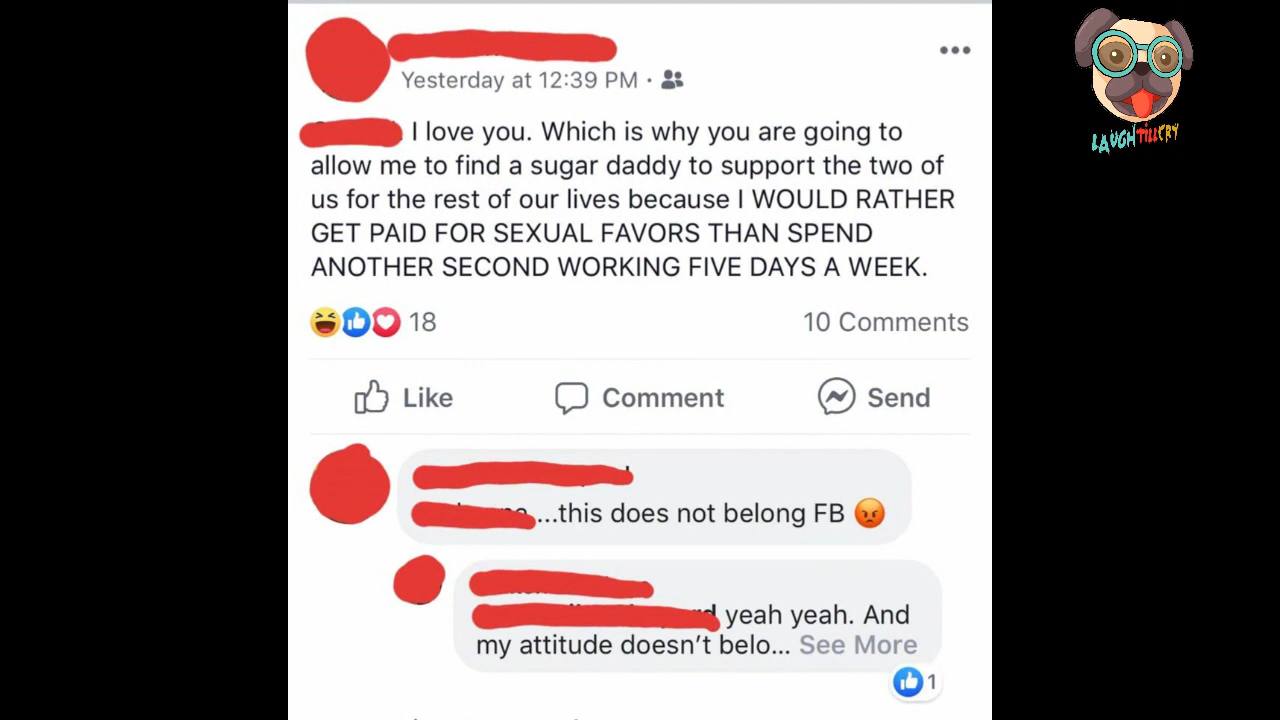 Yesterday at 12:39 PM ·
I love you. Which is why you are going to
allow me to find a sugar daddy to support the two of
us for the rest of our lives because I WOULD RATHER
GET PAID FOR SEXUAL FAVORS THAN SPEND
ANOTHER SECOND WORKING FIVE DAYS A WEEK.
18 10 Comments
Like Comment Send
...this does not belong FB 😡
yeah yeah. And
my attitude doesn't belo... See More
1
LAUGHTILLCRY